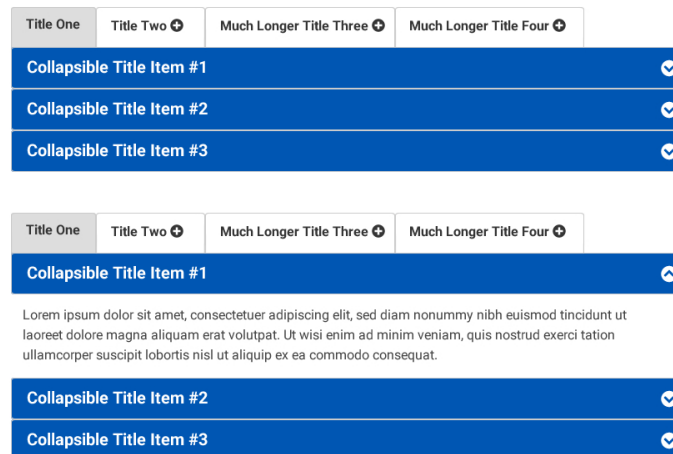 Title One Title Two Much Longer Title Three Much Longer Title Four
Collapsible Title Item #1
Collapsible Title Item #2
Collapsible Title Item #3
Title One Title Two Much Longer Title Three Much Longer Title Four
Collapsible Title Item #1
Lorem ipsum dolor sit amet, consectetuer adipiscing elit, sed diam nonummy nibh euismod tincidunt ut
laoreet dolore magna aliquam erat volutpat. Ut wisi enim ad minim veniam, quis nostrud exerci tation
ullamcorper suscipit lobortis nisl ut aliquip ex ea commodo consequat.
Collapsible Title Item #2
Collapsible Title Item #3